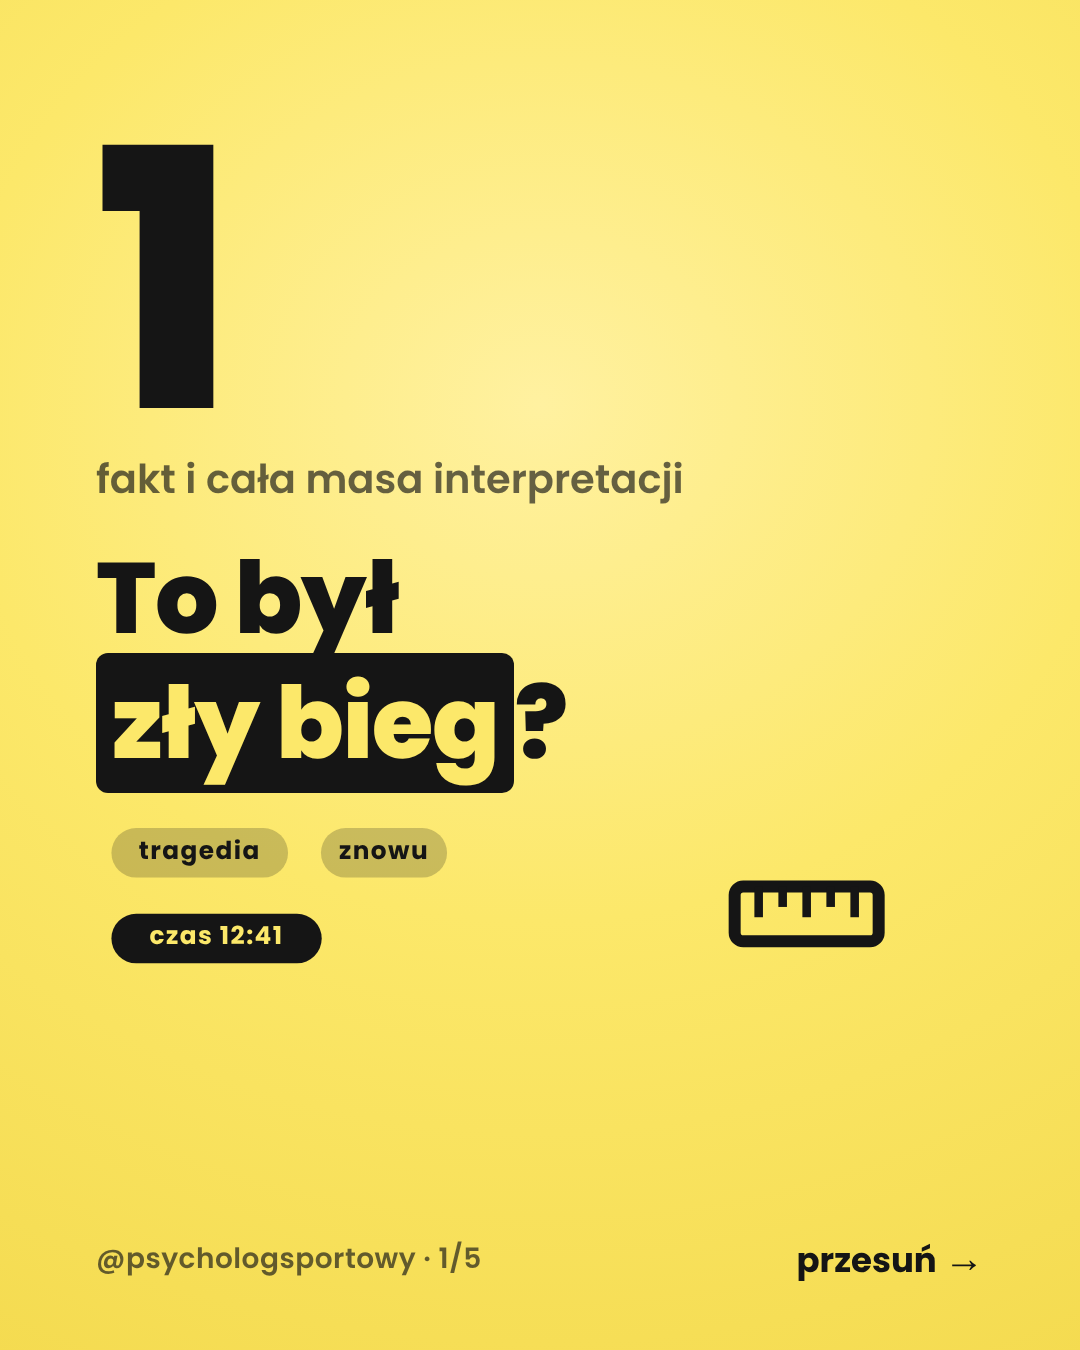 1
fakt i cała masa interpretacji
To był
zły bieg?
tragedia znowu
czas 12:41
@psychologsportowy · 1/5
przesuń →